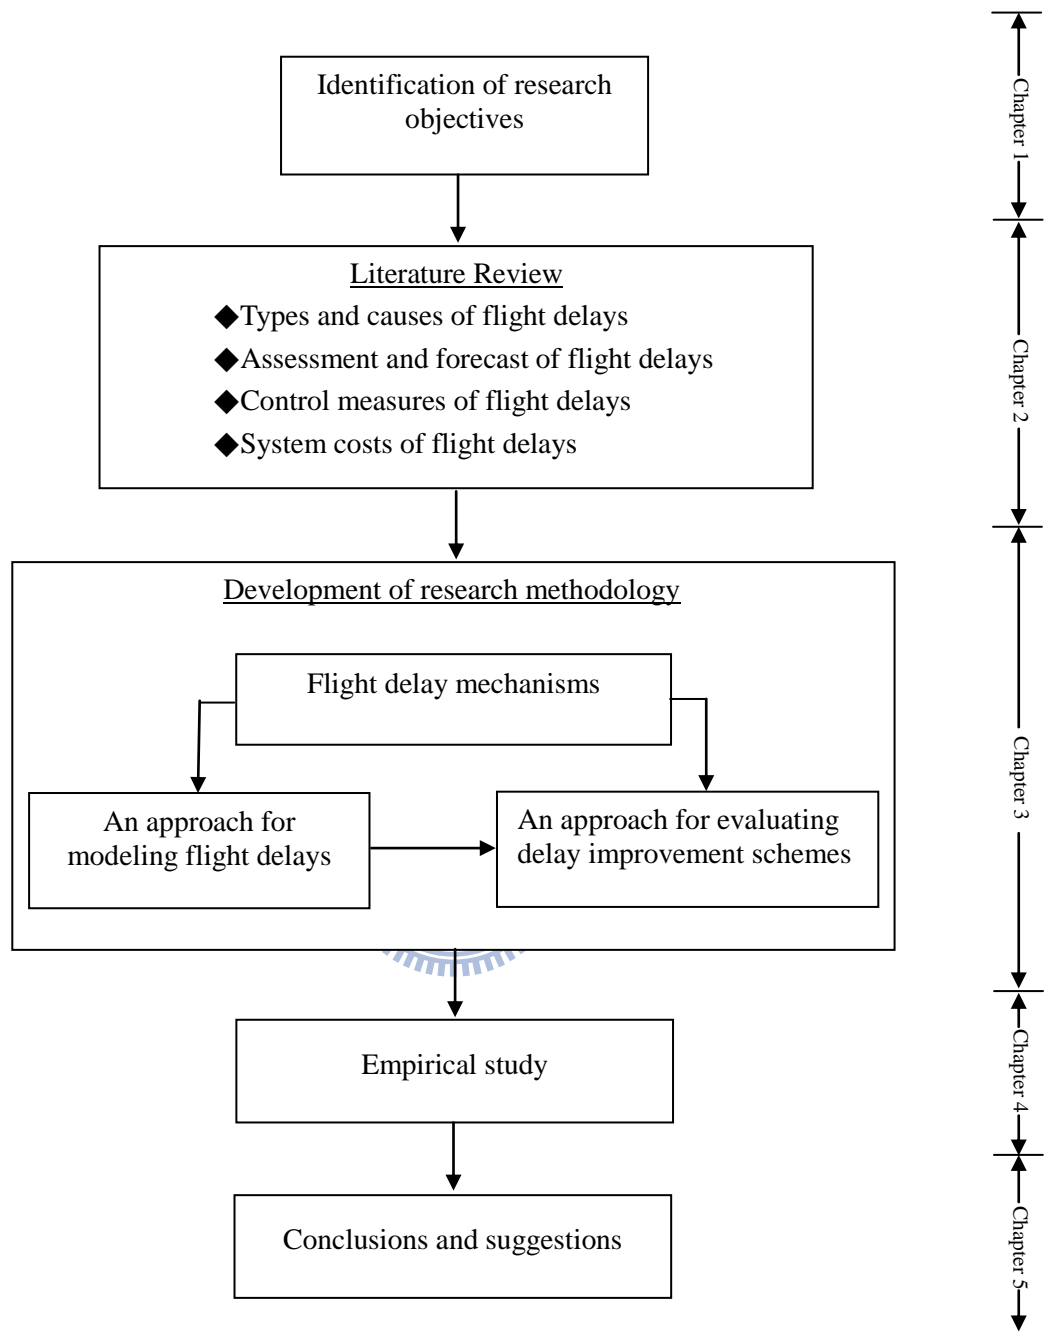 Identification of research
objectives
Chapter 1
Literature Review
◆Types and causes of flight delays
◆Assessment and forecast of flight delays
◆Control measures of flight delays
◆System costs of flight delays
Chapter 2
Development of research methodology
Flight delay mechanisms
An approach for
modeling flight delays
An approach for evaluating
delay improvement schemes
Chapter 3
Empirical study
Chapter 4
Conclusions and suggestions
Chapter 5